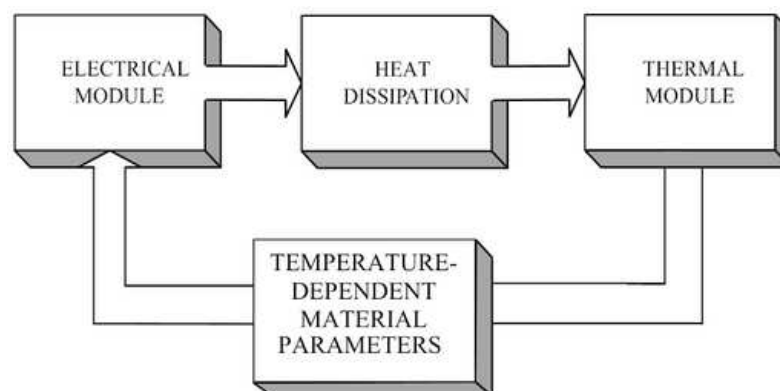 ELECTRICAL
MODULE
HEAT
DISSIPATION
THERMAL
MODULE
TEMPERATURE-
DEPENDENT
MATERIAL
PARAMETERS